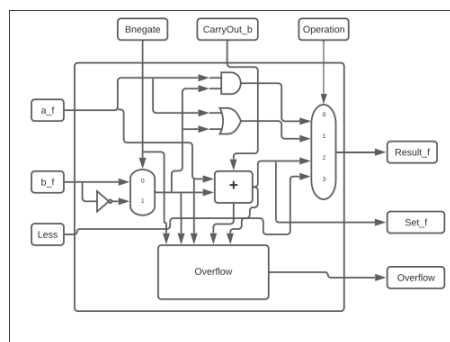 Bnegate CarryOut_b Operation
a_f
0
1
Result_f
b_f
0
2
+
1
3
Set_f
Less
Overflow
Overflow